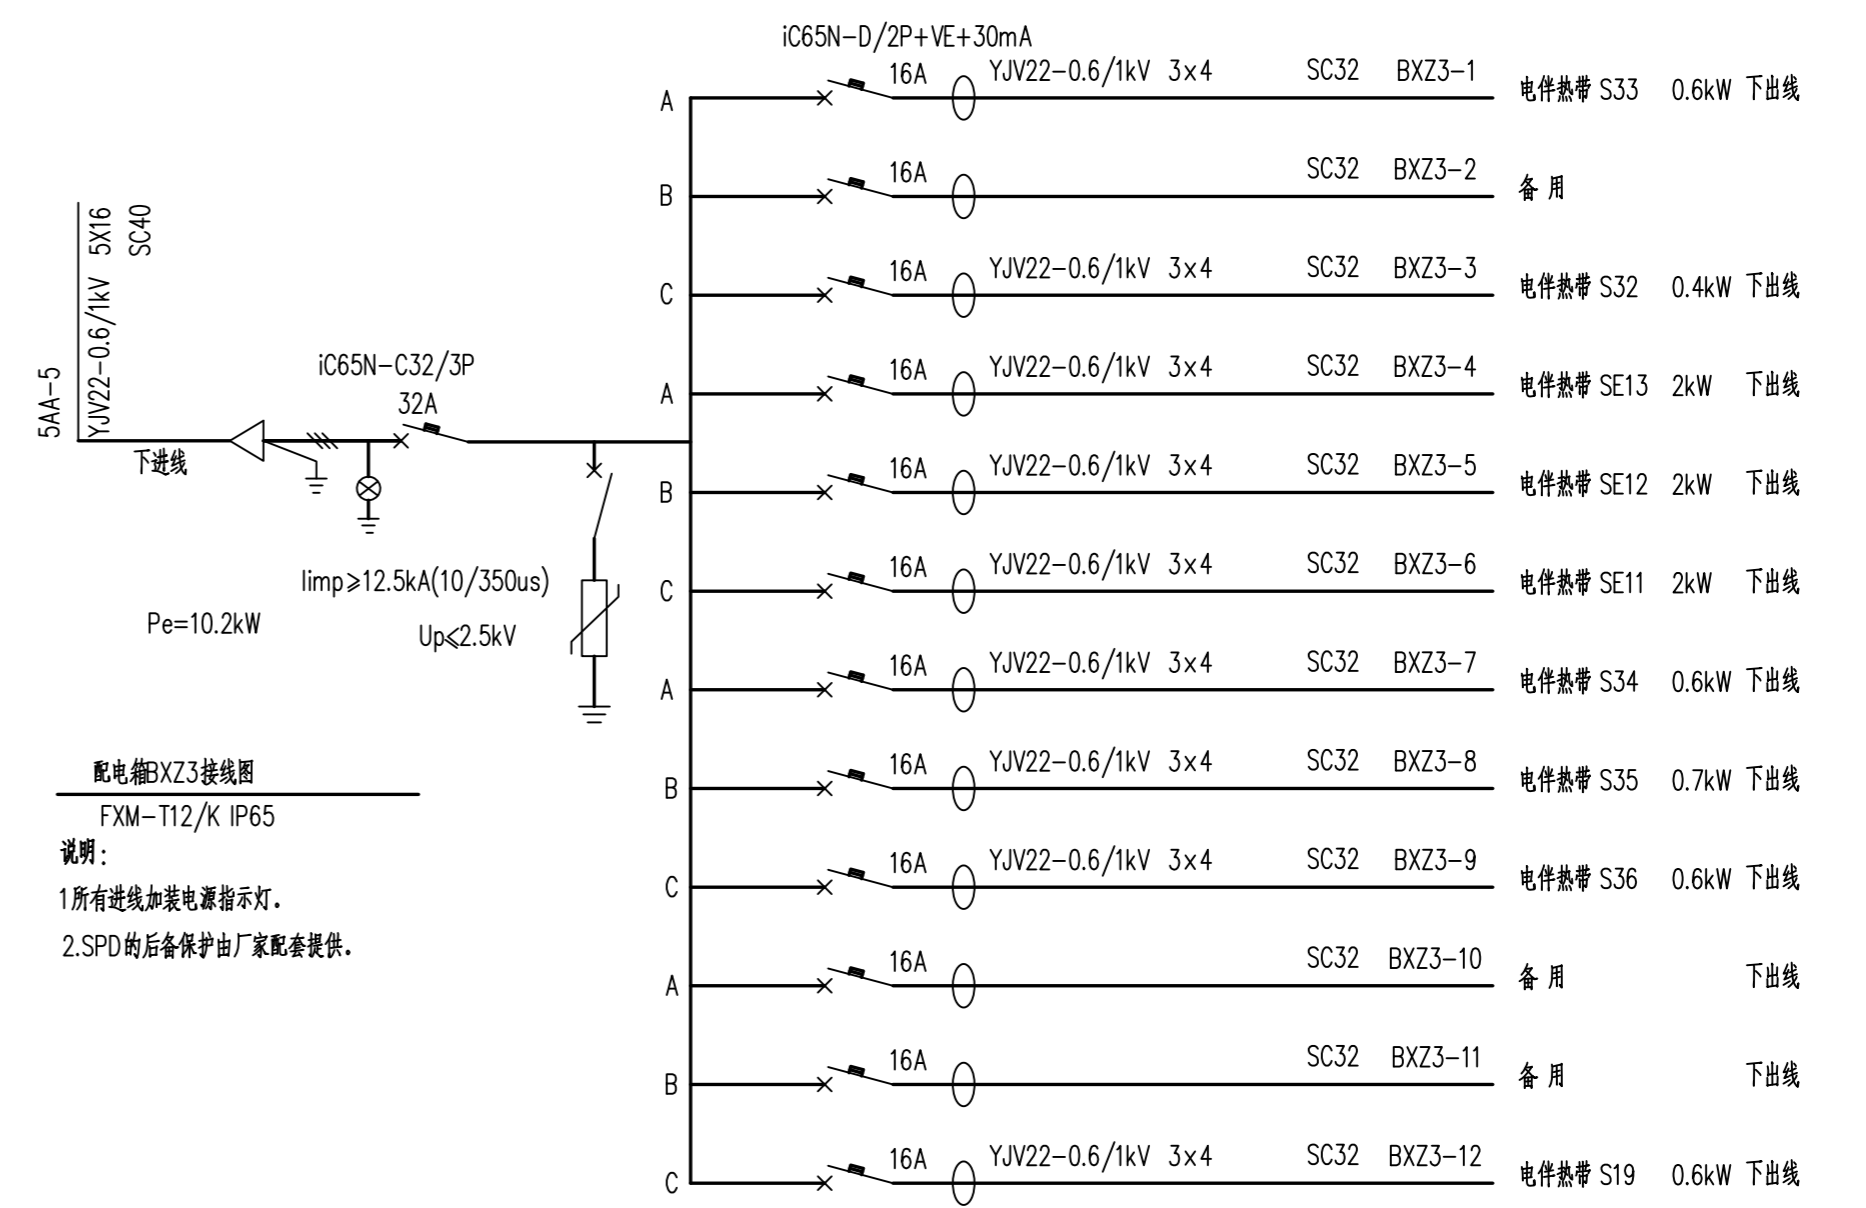 iC65N-D/2P+VE+30mA
A 16A YJV22-0.6/1kV 3x4 SC32 BXZ3-1 电伴热带 S33 0.6kW 下出线
B 16A SC32 BXZ3-2 备用
C 16A YJV22-0.6/1kV 3x4 SC32 BXZ3-3 电伴热带 S32 0.4kW 下出线
A 16A YJV22-0.6/1kV 3x4 SC32 BXZ3-4 电伴热带 SE13 2kW 下出线
B 16A YJV22-0.6/1kV 3x4 SC32 BXZ3-5 电伴热带 SE12 2kW 下出线
C 16A YJV22-0.6/1kV 3x4 SC32 BXZ3-6 电伴热带 SE11 2kW 下出线
A 16A YJV22-0.6/1kV 3x4 SC32 BXZ3-7 电伴热带 S34 0.6kW 下出线
B 16A YJV22-0.6/1kV 3x4 SC32 BXZ3-8 电伴热带 S35 0.7kW 下出线
C 16A YJV22-0.6/1kV 3x4 SC32 BXZ3-9 电伴热带 S36 0.6kW 下出线
A 16A SC32 BXZ3-10 备用 下出线
B 16A SC32 BXZ3-11 备用 下出线
C 16A YJV22-0.6/1kV 3x4 SC32 BXZ3-12 电伴热带 S19 0.6kW 下出线
5AA-5
YJV22-0.6/1kV 5X16
SC40
下进线
iC65N-C32/3P
32A
Iimp≥12.5kA(10/350us)
Up≤2.5kV
Pe=10.2kW
配电箱BXZ3接线图
FXM-T12/K IP65
说明：
1所有进线加装电源指示灯。
2.SPD的后备保护由厂家配套提供。